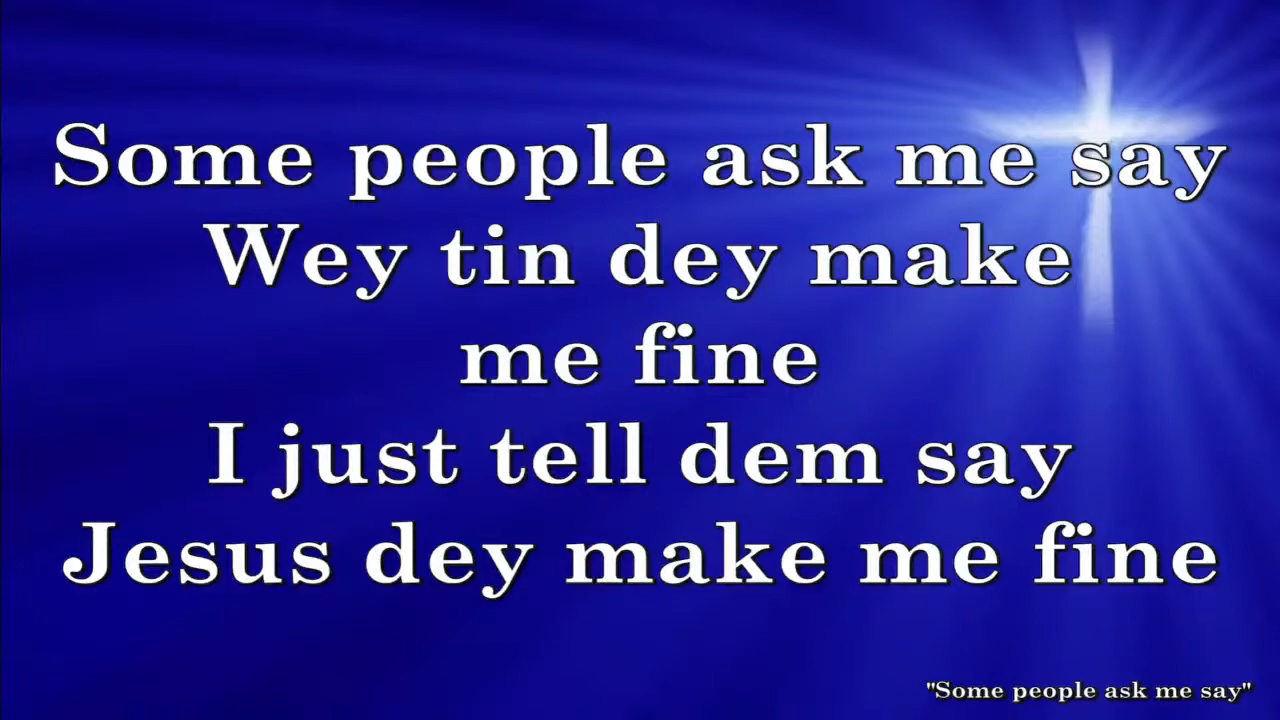 Some people ask me say
Wey tin dey make
me fine
I just tell dem say
Jesus dey make me fine
"Some people ask me say"